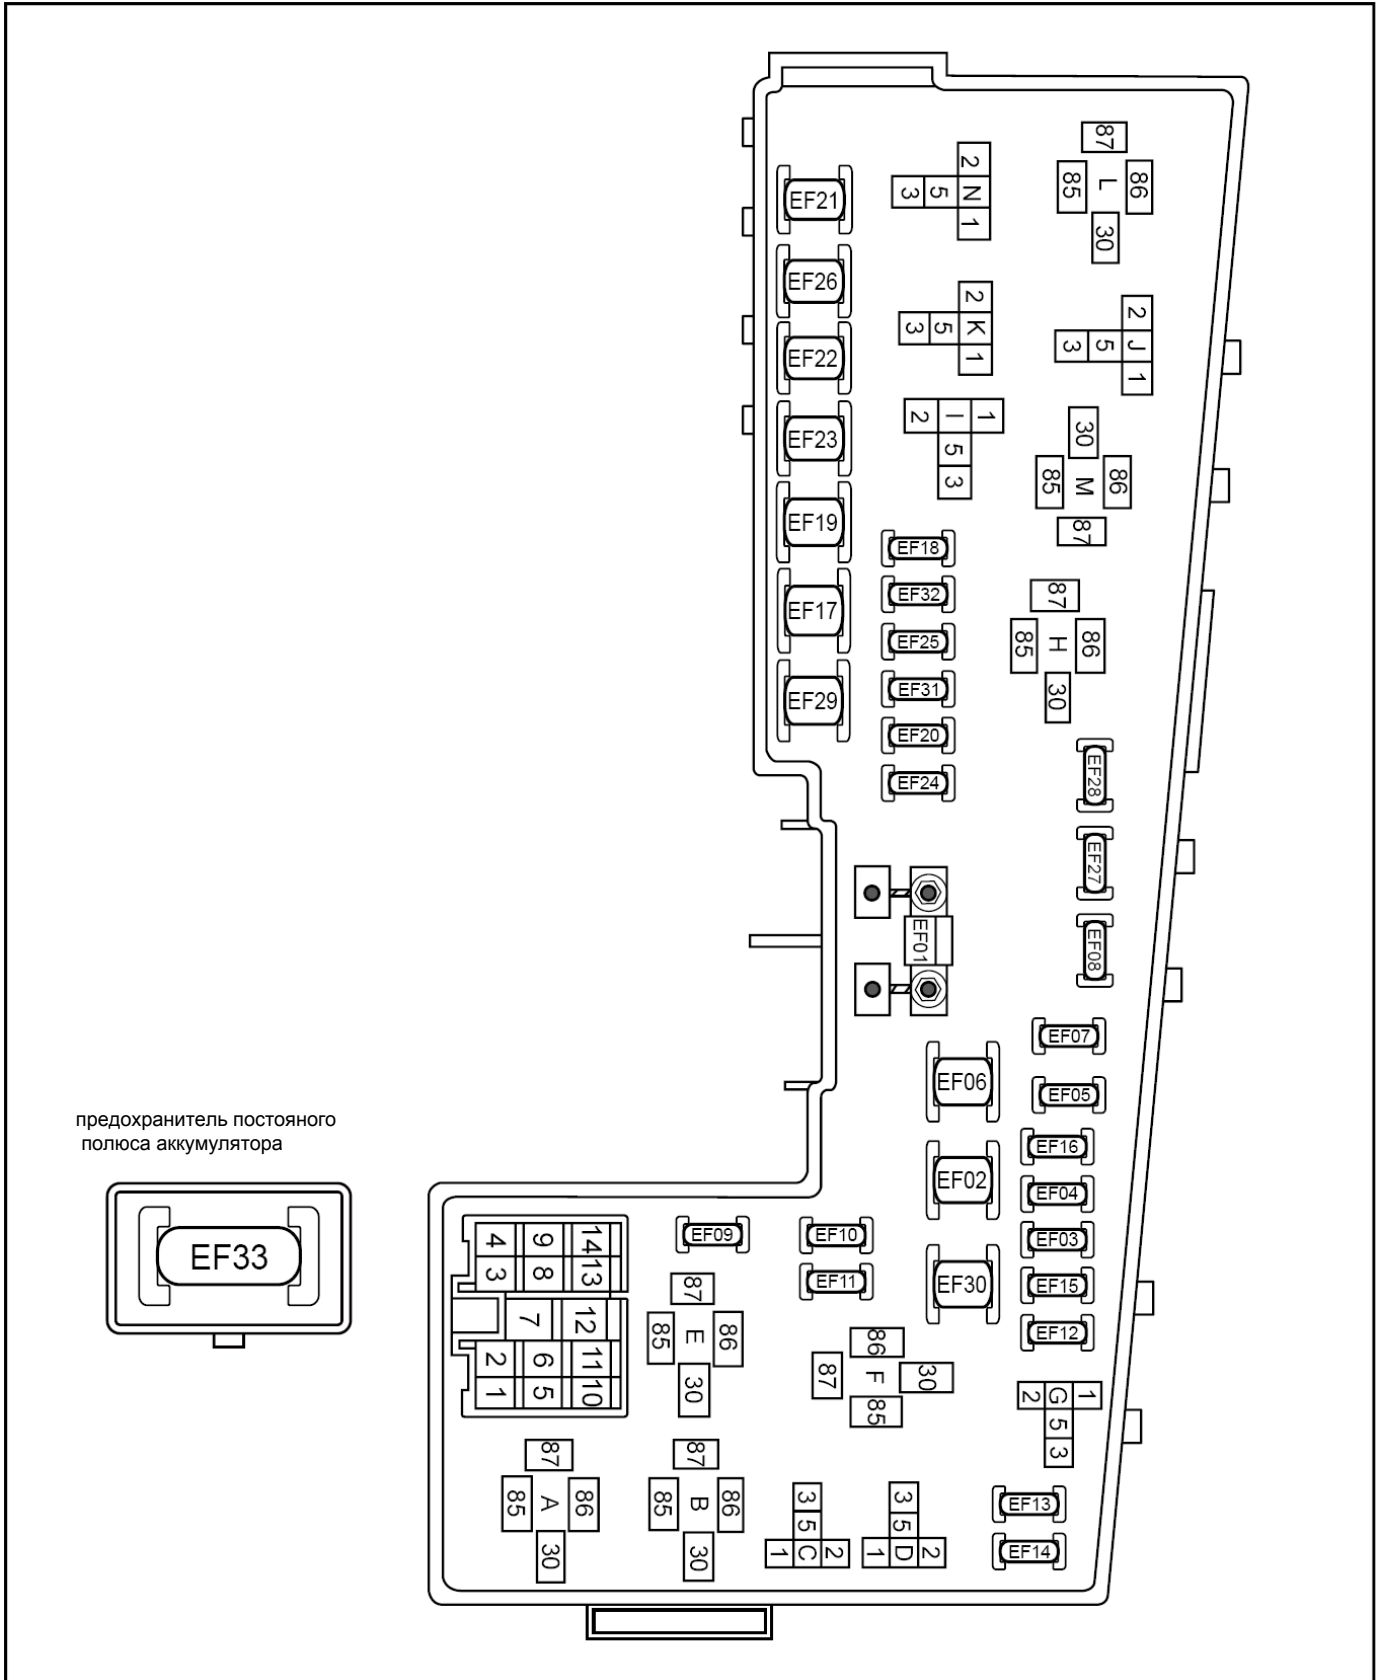 87
2
85
L
86
EF21
3
5
N
1
30
EF26
2
2
3
5
K
3
5
J
EF22
1
1
2
I
1
30
EF23
5
3
85
M
86
EF19
87
EF18
EF32
87
EF17
EF25
85
H
86
EF31
30
EF29
EF20
EF28
EF24
EF27
EF01
EF08
EF07
EF06
EF05
предохранитель постояного
полюса аккумулятора
EF16
EF02
EF04
EF33
4
9
14
EF09
EF10
EF03
3
8
13
EF11
EF30
EF15
87
7
12
85
E
86
EF12
2
6
11
86
1
5
10
30
87
F
30
85
2
G
1
5
3
87
87
85
A
86
85
B
86
3
3
EF13
5
5
30
30
1
C
2
1
D
2
EF14